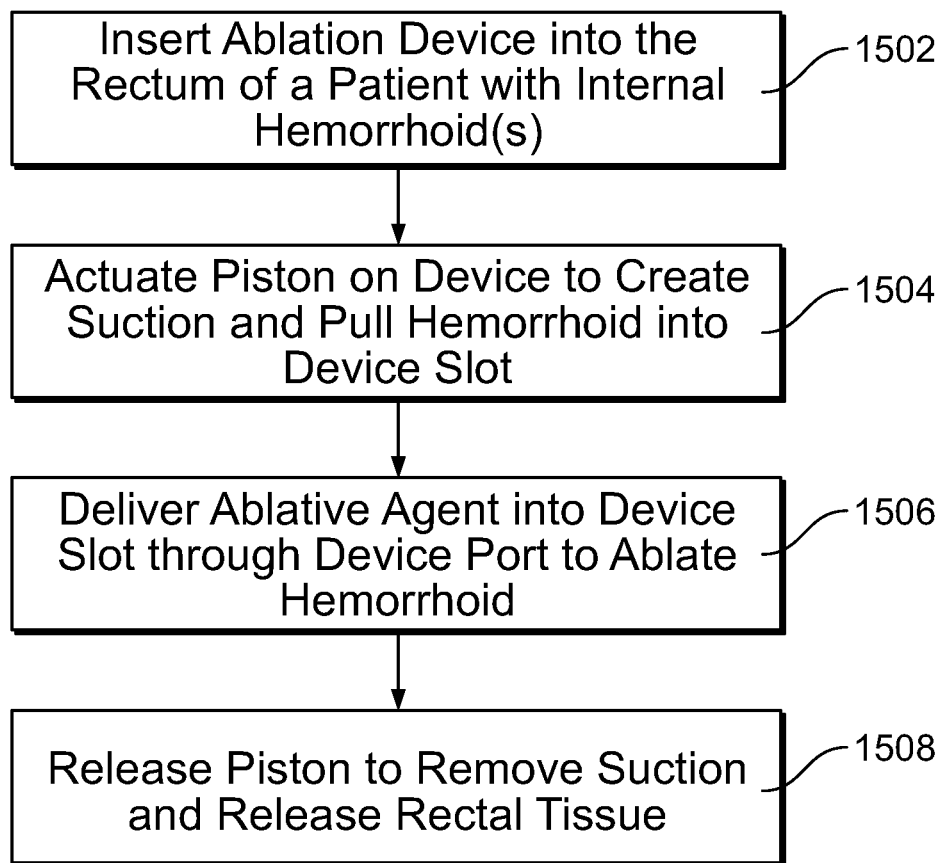 Insert Ablation Device into the
Rectum of a Patient with Internal
Hemorrhoid(s)
1502
Actuate Piston on Device to Create
Suction and Pull Hemorrhoid into
Device Slot
1504
Deliver Ablative Agent into Device
Slot through Device Port to Ablate
Hemorrhoid
1506
Release Piston to Remove Suction
and Release Rectal Tissue
1508